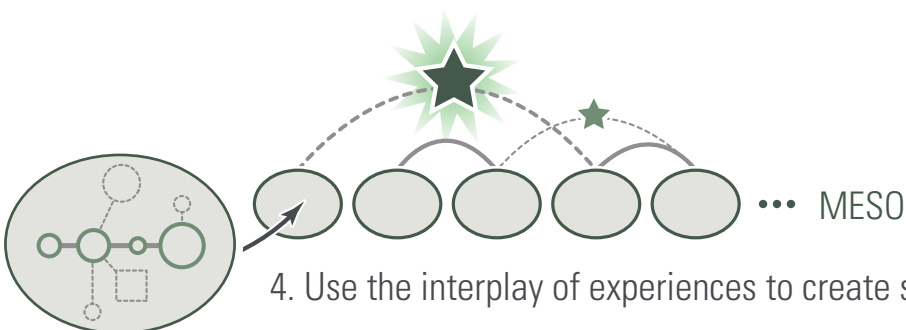 ••• MESO
4. Use the interplay of experiences to create s